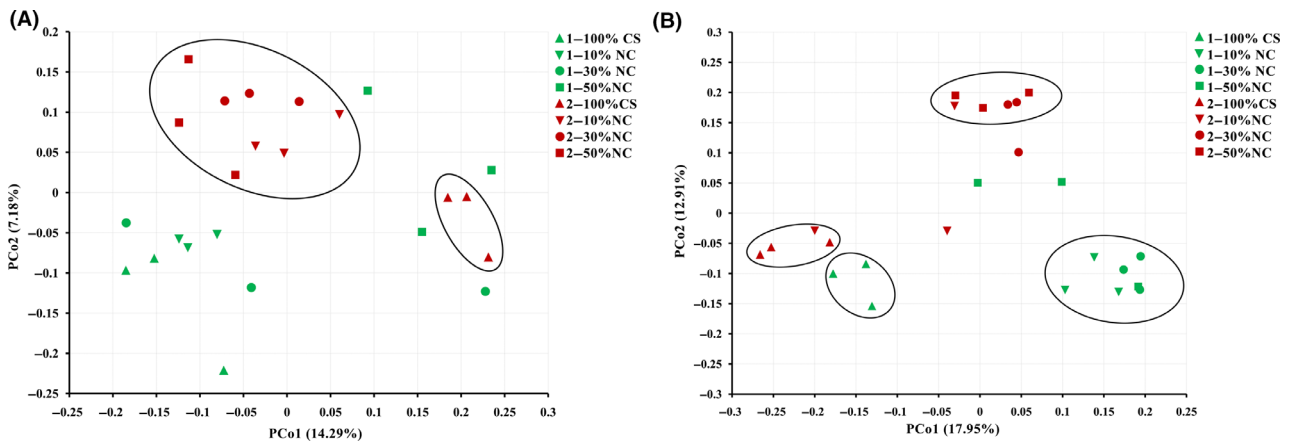 (A)
0.2
0.15
0.1
0.05
0
−0.05
−0.1
−0.15
−0.2
−0.25
PCo2 (7.18%)
−0.25 −0.2 −0.15 −0.1 −0.05 0 0.05 0.1 0.15 0.2 0.25 0.3
PCo1 (14.29%)
1−100% CS
1−10% NC
1−30% NC
1−50%NC
2−100%CS
2−10%NC
2−30%NC
2−50%NC
(B)
0.3
0.25
0.2
0.15
0.1
0.05
0
−0.05
−0.1
−0.15
−0.2
−0.25
−0.3
PCo2 (12.91%)
−0.3 −0.25 −0.2 −0.15 −0.1 −0.05 0 0.05 0.1 0.15 0.2 0.25
PCo1 (17.95%)
1−100% CS
1−10% NC
1−30% NC
1−50%NC
2−100%CS
2−10%NC
2−30%NC
2−50%NC